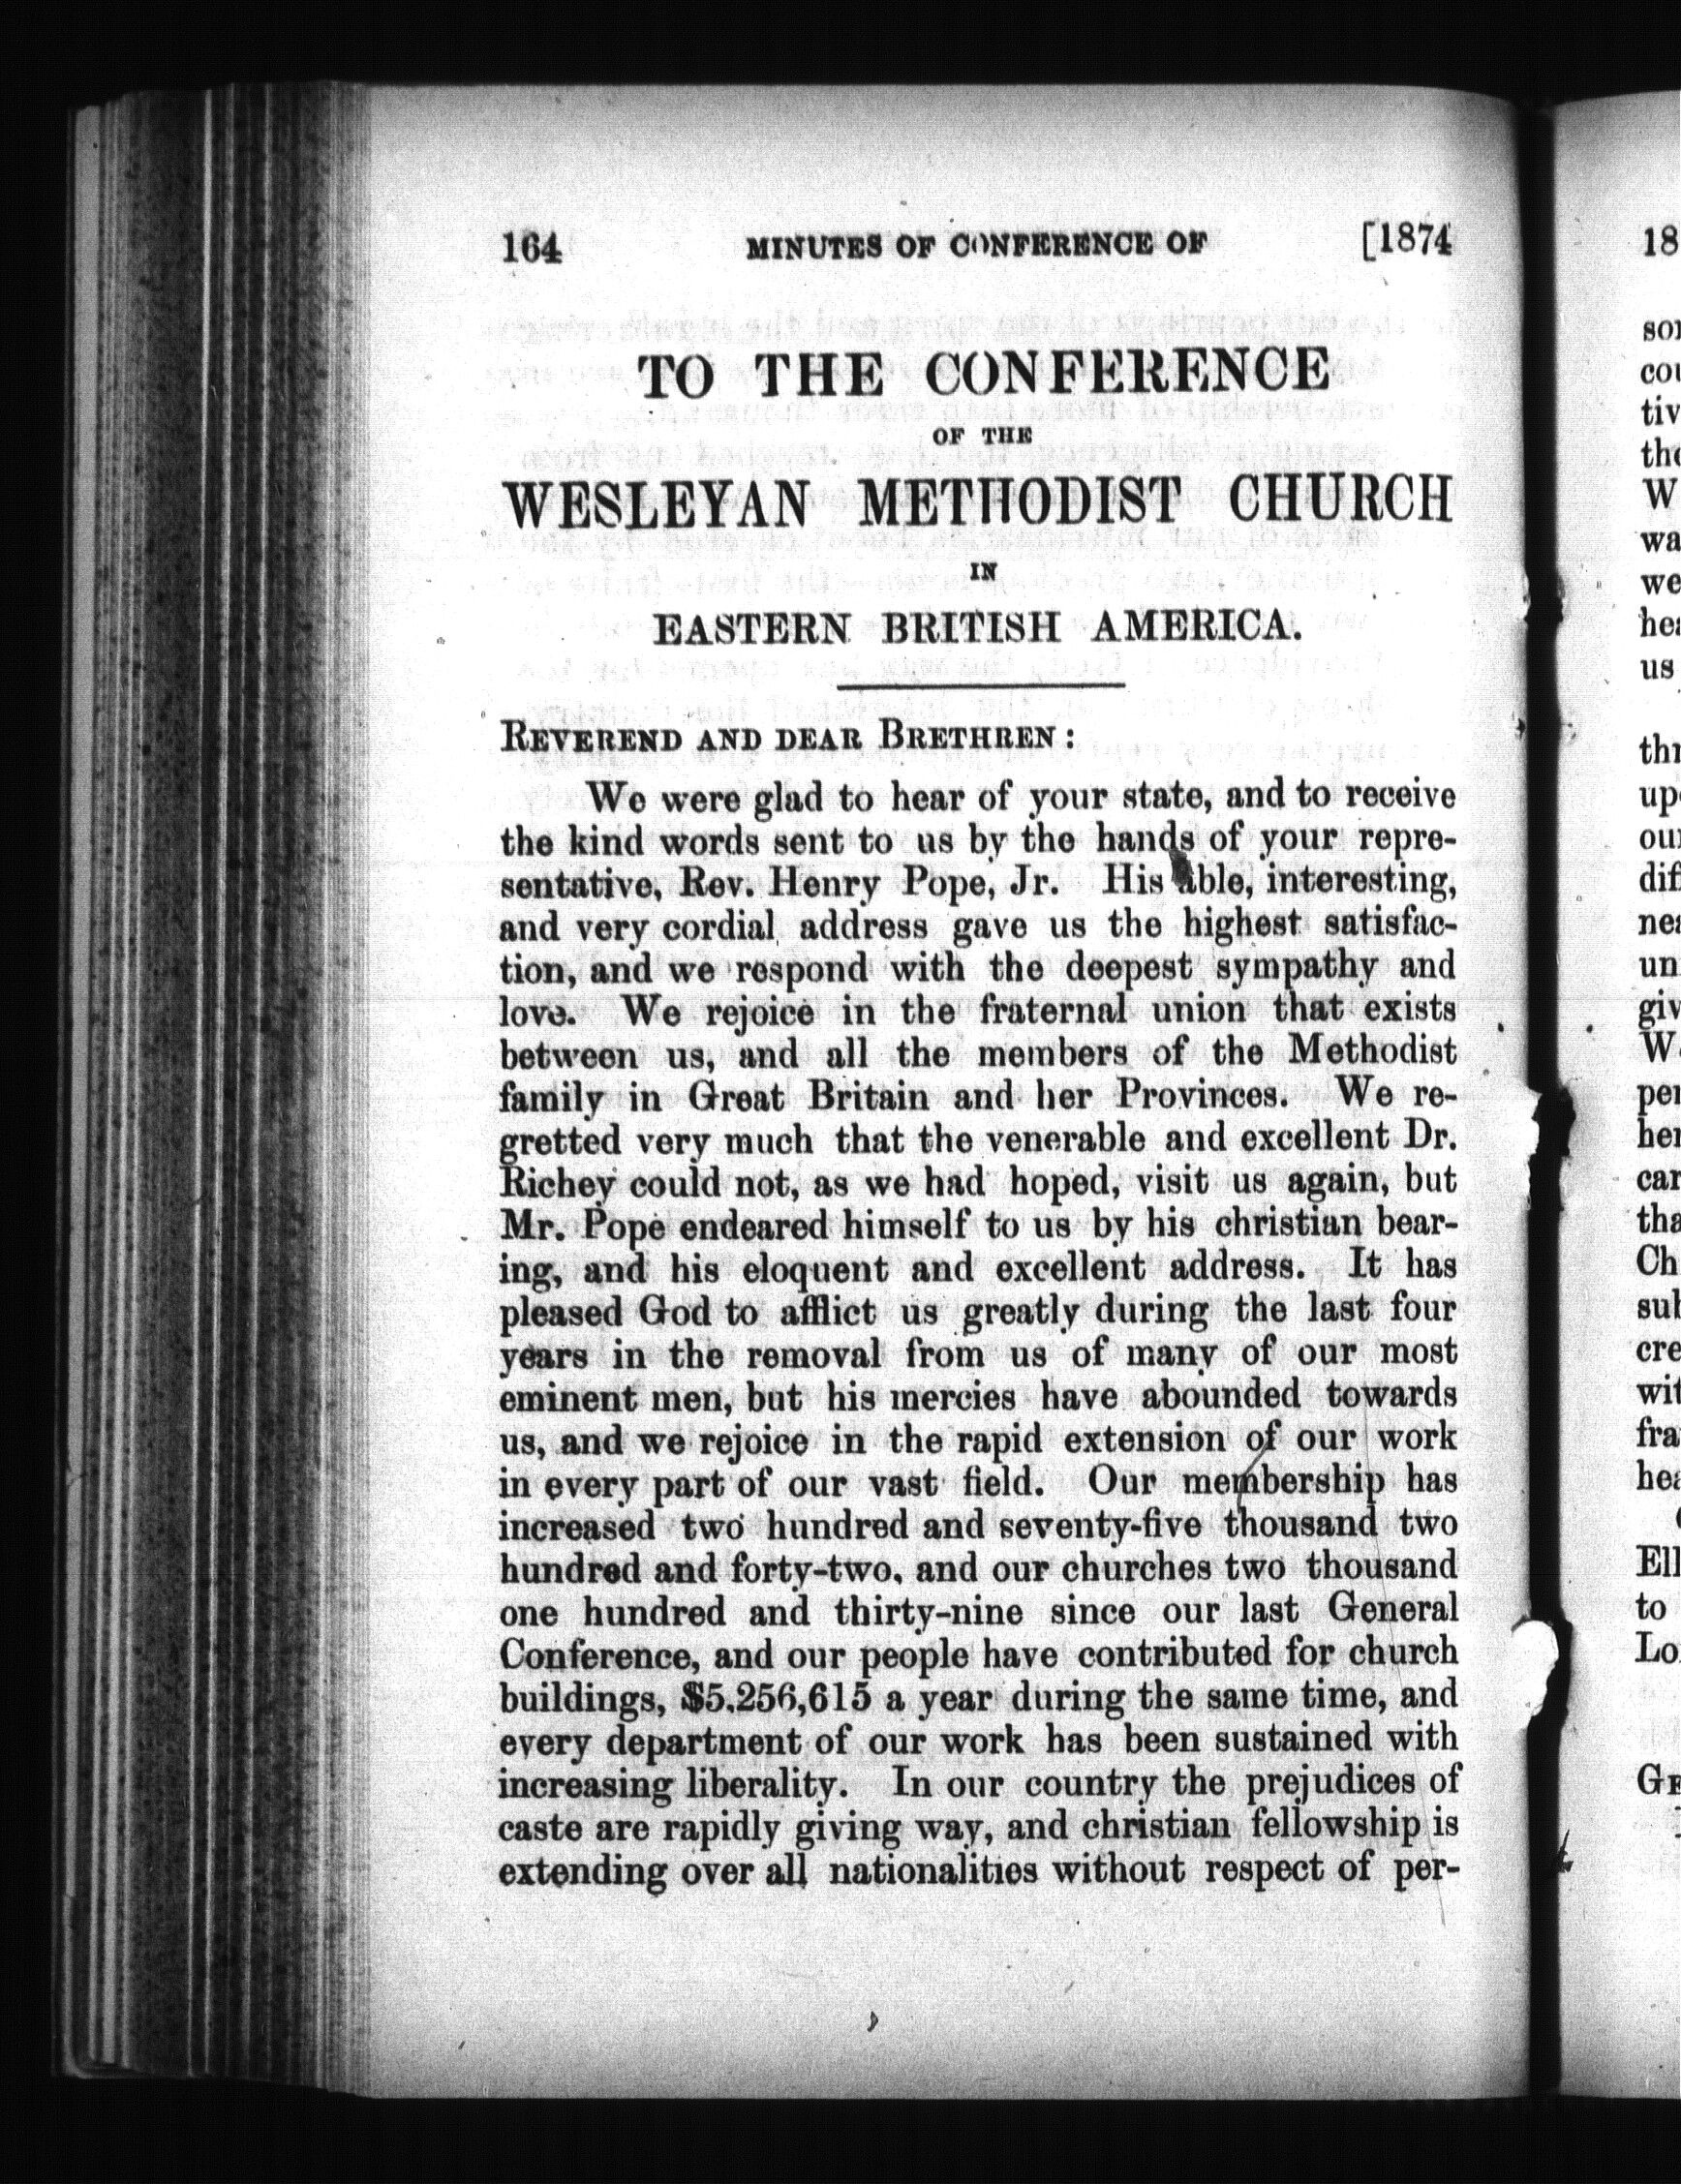 164 MINUTES OF CONFERENCE OF [1874
TO THE CONFERENCE
OF THE
WESLEYAN METHODIST CHURCH
IN
EASTERN BRITISH AMERICA.
REVEREND AND DEAR BRETHREN:
We were glad to hear of your state, and to receive
the kind words sent to us by the hands of your repre-
sentative, Rev. Henry Pope, Jr. His able, interesting,
and very cordial address gave us the highest satisfac-
tion, and we respond with the deepest sympathy and
love. We rejoice in the fraternal union that exists
between us, and all the members of the Methodist
family in Great Britain and her Provinces. We re-
gretted very much that the venerable and excellent Dr.
Richey could not, as we had hoped, visit us again, but
Mr. Pope endeared himself to us by his christian bear-
ing, and his eloquent and excellent address. It has
pleased God to afflict us greatly during the last four
years in the removal from us of many of our most
eminent men, but his mercies have abounded towards
us, and we rejoice in the rapid extension of our work
in every part of our vast field. Our membership has
increased two hundred and seventy-five thousand two
hundred and forty-two, and our churches two thousand
one hundred and thirty-nine since our last General
Conference, and our people have contributed for church
buildings, $5,256,615 a year during the same time, and
every department of our work has been sustained with
increasing liberality. In our country the prejudices of
caste are rapidly giving way, and christian fellowship is
extending over all nationalities without respect of per-